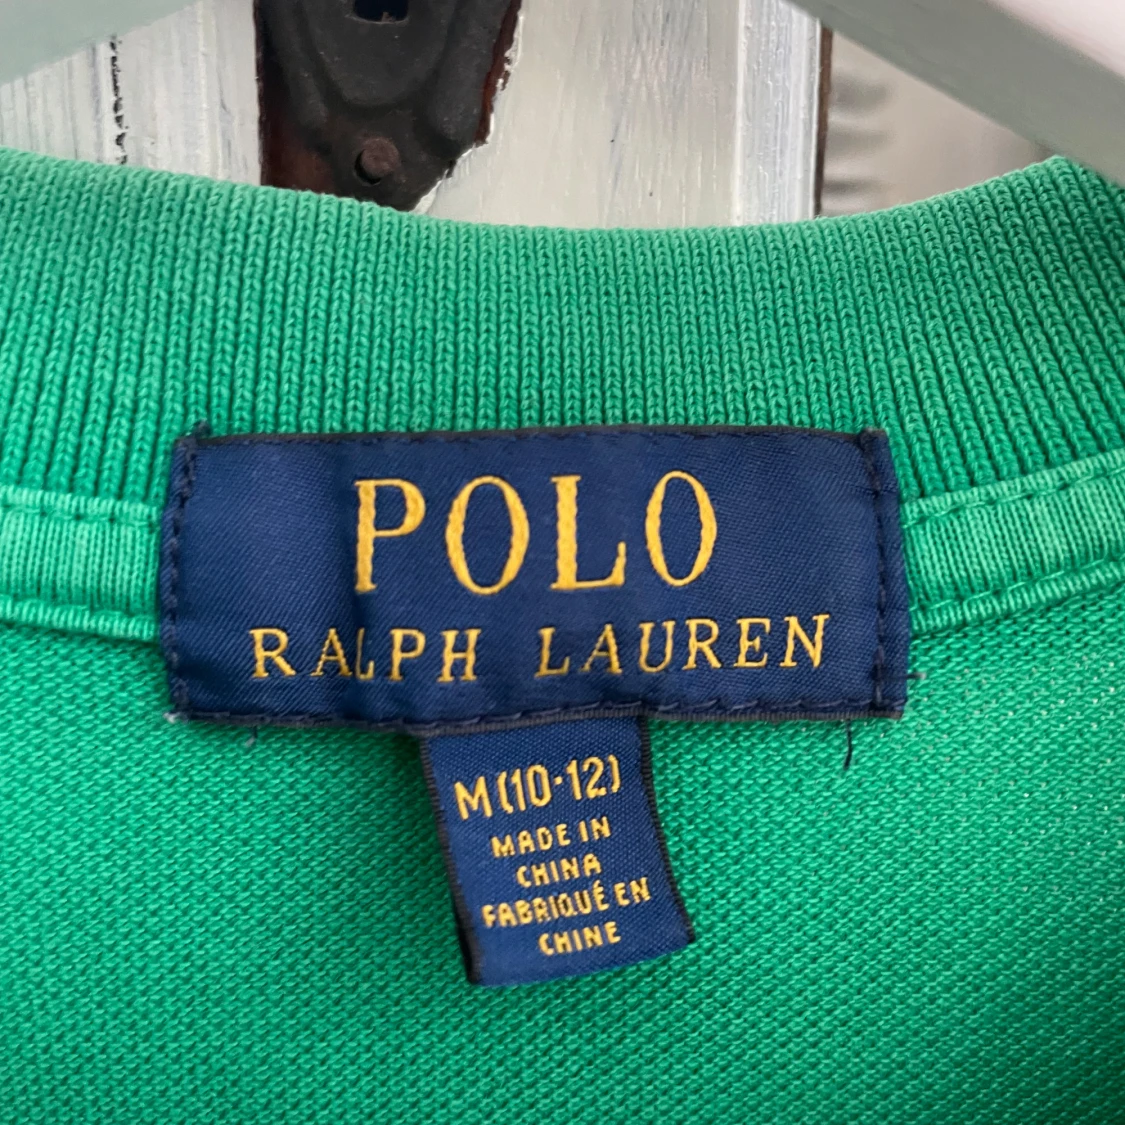 POLO
RALPH LAUREN
M(10-12)
MADE IN
CHINA
FABRIQUÉ EN
CHINE